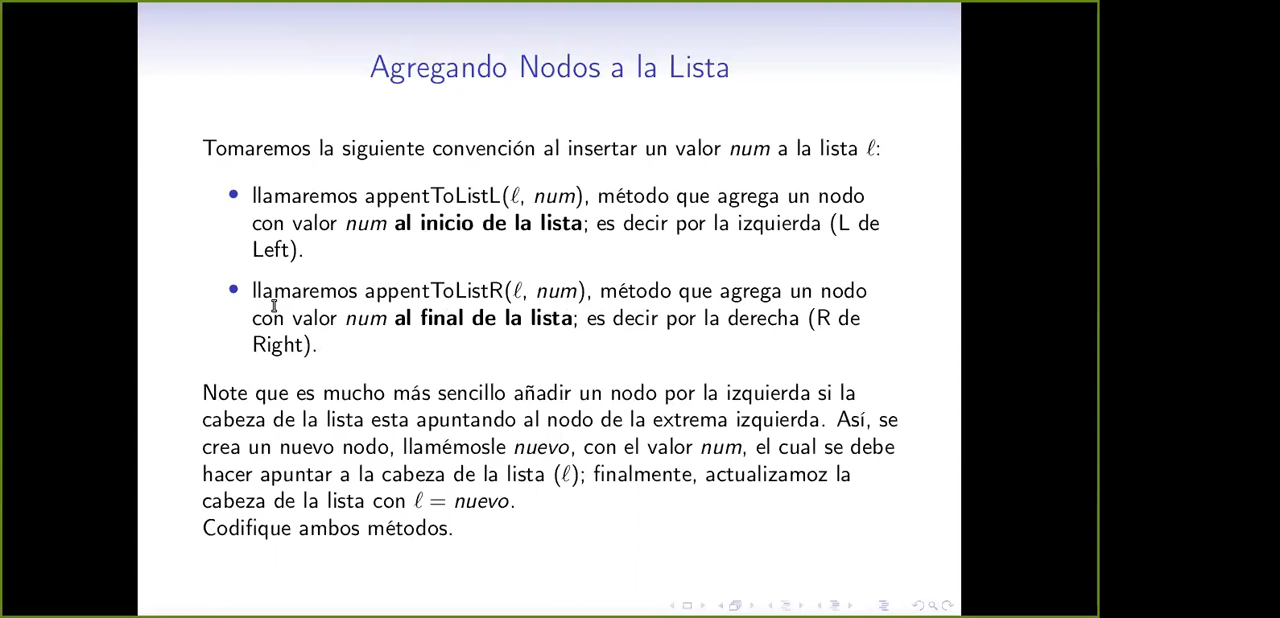 Agregando Nodos a la Lista
Tomaremos la siguiente convención al insertar un valor num a la lista ℓ:
• llamaremos appentToListL(ℓ, num), método que agrega un nodo
con valor num al inicio de la lista; es decir por la izquierda (L de
Left).
• llamaremos appentToListR(ℓ, num), método que agrega un nodo
con valor num al final de la lista; es decir por la derecha (R de
Right).
Note que es mucho más sencillo añadir un nodo por la izquierda si la
cabeza de la lista esta apuntando al nodo de la extrema izquierda. Así, se
crea un nuevo nodo, llamémosle nuevo, con el valor num, el cual se debe
hacer apuntar a la cabeza de la lista (ℓ); finalmente, actualizamoz la
cabeza de la lista con ℓ = nuevo.
Codifique ambos métodos.